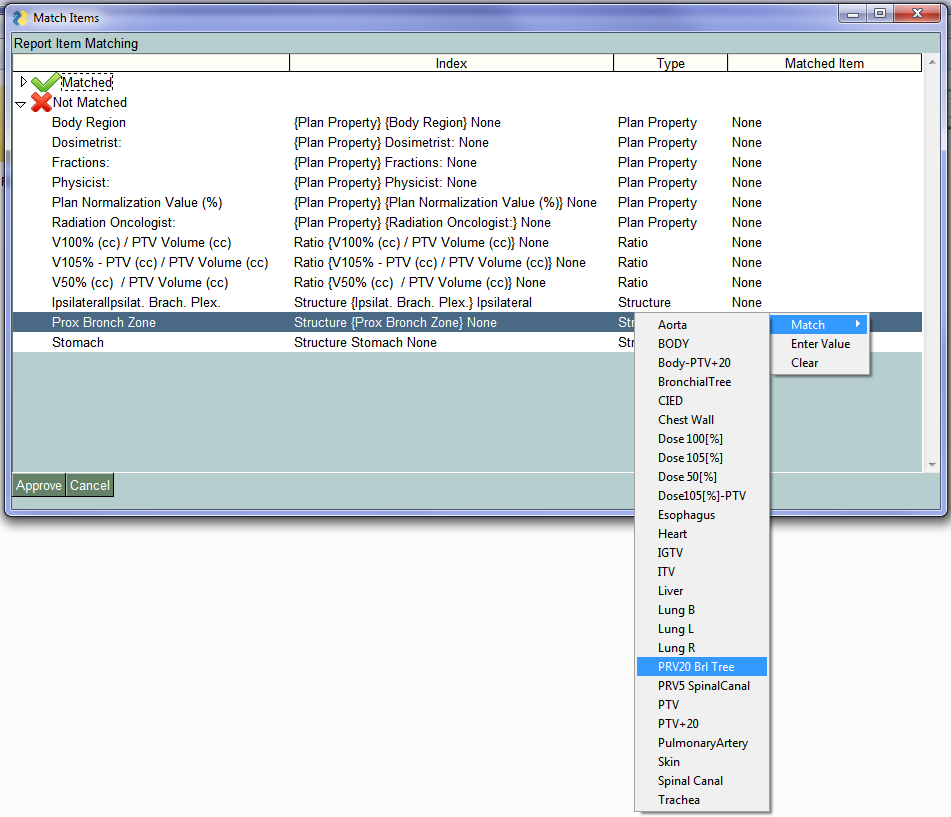 Match Items
Report Item Matching
Index Type Matched Item
Matched
Not Matched
Body Region {Plan Property} {Body Region} None Plan Property None
Dosimetrist: {Plan Property} Dosimetrist: None Plan Property None
Fractions: {Plan Property} Fractions: None Plan Property None
Physicist: {Plan Property} Physicist: None Plan Property None
Plan Normalization Value (%) {Plan Property} {Plan Normalization Value (%)} None Plan Property None
Radiation Oncologist: {Plan Property} {Radiation Oncologist:} None Plan Property None
V100% (cc) / PTV Volume (cc) Ratio {V100% (cc) / PTV Volume (cc)} None Ratio None
V105% - PTV (cc) / PTV Volume (cc) Ratio {V105% - PTV (cc) / PTV Volume (cc)} None Ratio None
V50% (cc)  / PTV Volume (cc) Ratio {V50% (cc)  / PTV Volume (cc)} None Ratio None
IpsilateralIpsilat. Brach. Plex. Structure {Ipsilat. Brach. Plex.} Ipsilateral Structure None
Prox Bronch Zone Structure {Prox Bronch Zone} None Str
Stomach Structure Stomach None Str
Match
Enter Value
Clear
Aorta
BODY
Body-PTV+20
BronchialTree
CIED
Chest Wall
Dose 100[%]
Dose 105[%]
Dose 50[%]
Dose105[%]-PTV
Esophagus
Heart
IGTV
ITV
Liver
Lung B
Lung L
Lung R
PRV20 Brl Tree
PRV5 SpinalCanal
PTV
PTV+20
PulmonaryArtery
Skin
Spinal Canal
Trachea
Approve Cancel